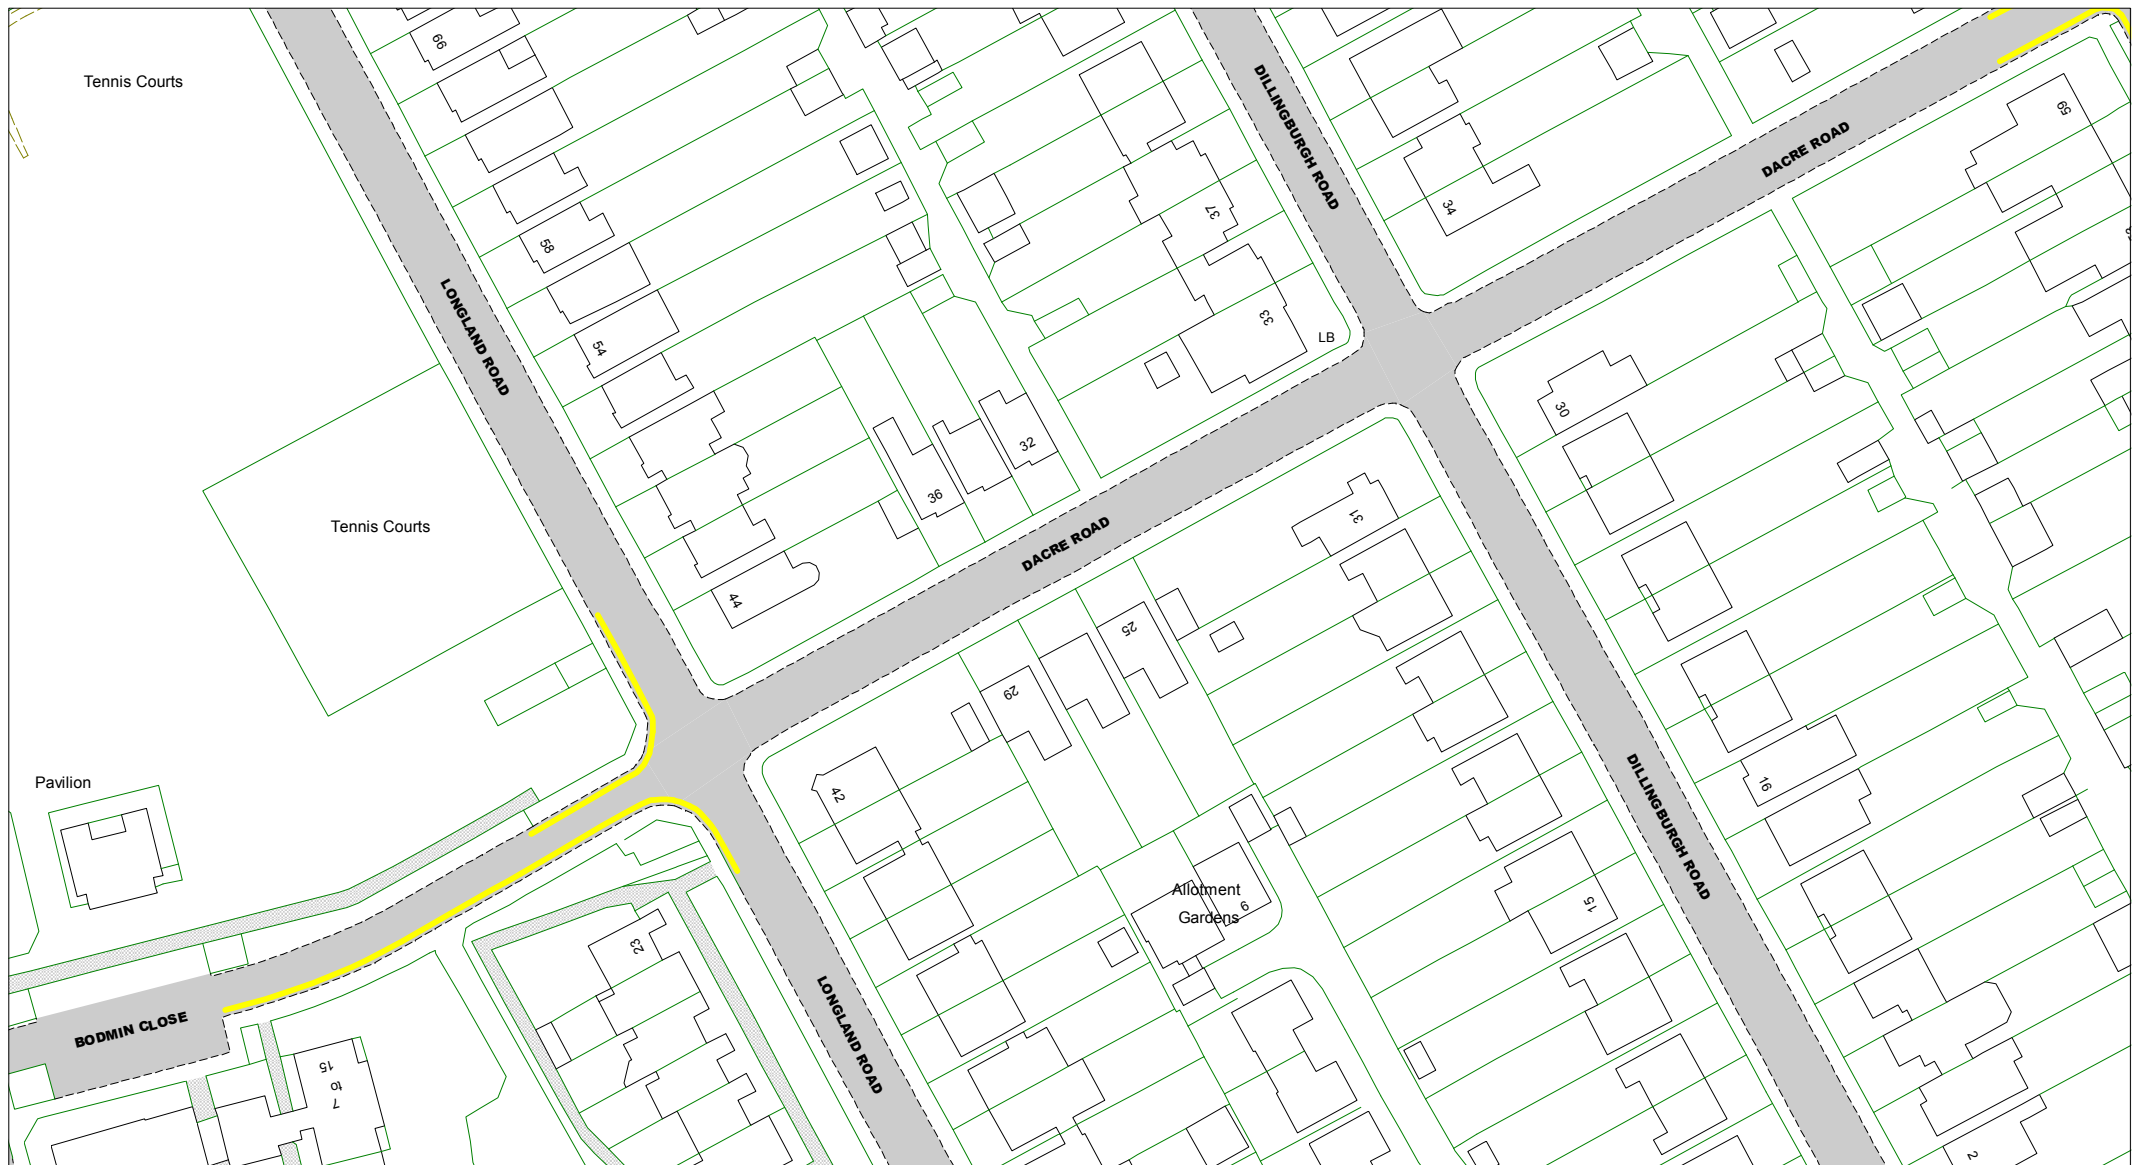 66
Tennis Courts
DILLINGBURGH ROAD
59
DACRE ROAD
37
34
58
LONGLAND ROAD
33
LB
54
30
32
36
31
Tennis Courts
DACRE ROAD
44
25
29
Pavilion
42
16
DILLINGBURGH ROAD
Allotment
Gardens
9
15
23
BODMIN CLOSE
LONGLAND ROAD
15
to
7
2